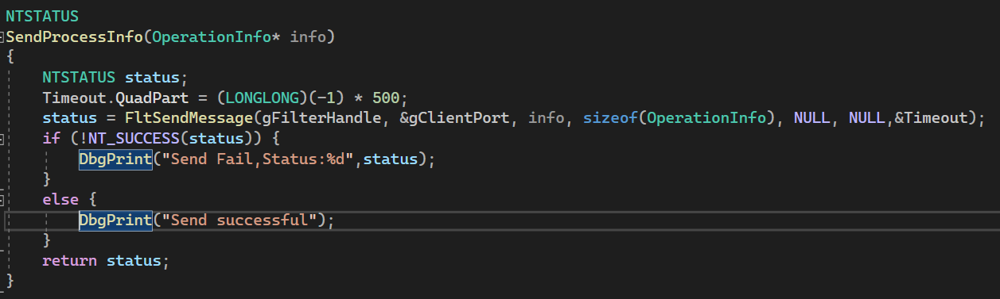 NTSTATUS
SendProcessInfo(OperationInfo* info)
{
    NTSTATUS status;
    Timeout.QuadPart = (LONGLONG)(-1) * 500;
    status = FltSendMessage(gFilterHandle, &gClientPort, info, sizeof(OperationInfo), NULL, NULL,&Timeout);
    if (!NT_SUCCESS(status)) {
        DbgPrint("Send Fail,Status:%d",status);
    }
    else {
        DbgPrint("Send successful");
    }
    return status;
}